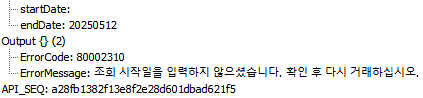 startDate:
endDate: 20250512
Output {} (2)
ErrorCode: 80002310
ErrorMessage: 조회 시작일을 입력하지 않으셨습니다. 확인 후 다시 거래하십시오.
API_SEQ: a28fb1382f13e8f2e28d601dbad621f5